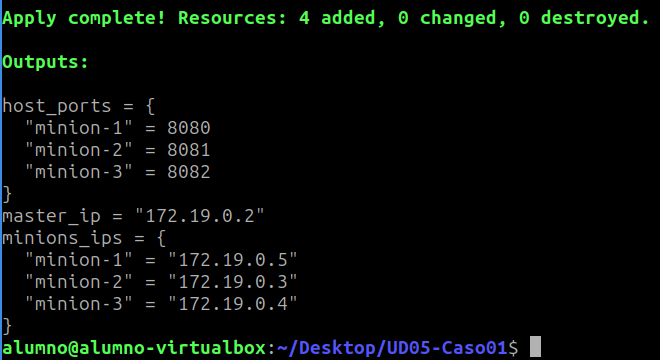 Apply complete! Resources: 4 added, 0 changed, 0 destroyed.
Outputs:
host_ports = {
  "minion-1" = 8080
  "minion-2" = 8081
  "minion-3" = 8082
}
master_ip = "172.19.0.2"
minions_ips = {
  "minion-1" = "172.19.0.5"
  "minion-2" = "172.19.0.3"
  "minion-3" = "172.19.0.4"
}
alumno@alumno-virtualbox:~/Desktop/UD05-Caso01$